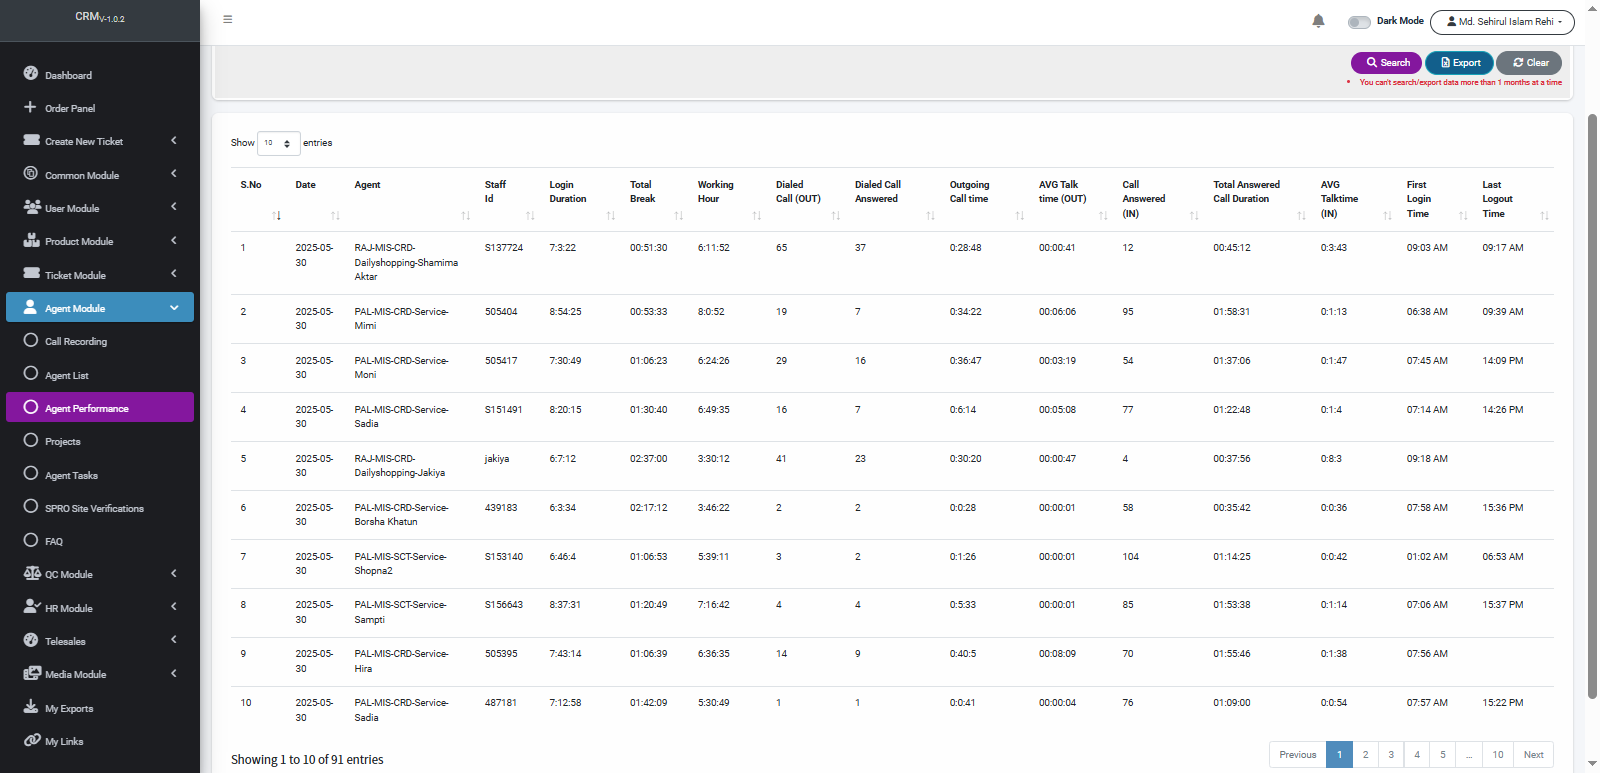 CRMV-1.0.2
Dark Mode
Md. Sehirul Islam Rehi
Search Export Clear
You can't search/export data more than 1 months at a time
Dashboard
Order Panel
Create New Ticket
Common Module
User Module
Product Module
Ticket Module
Agent Module
Call Recording
Agent List
Agent Performance
Projects
Agent Tasks
SPRO Site Verifications
FAQ
QC Module
HR Module
Telesales
Media Module
My Exports
My Links
Show 10 entries
S.No Date Agent Staff Id Login Duration Total Break Working Hour Dialed Call (OUT) Dialed Call Answered Outgoing Call time AVG Talk time (OUT) Call Answered (IN) Total Answered Call Duration AVG Talktime (IN) First Login Time Last Logout Time
1 2025-05-30 RAJ-MIS-CRD-Dailyshopping-Shamima Aktar S137724 7:3:22 00:51:30 6:11:52 65 37 0:28:48 00:00:41 12 00:45:12 0:3:43 09:03 AM 09:17 AM
2 2025-05-30 PAL-MIS-CRD-Service-Mimi 505404 8:54:25 00:53:33 8:0:52 19 7 0:34:22 00:06:06 95 01:58:31 0:1:13 06:38 AM 09:39 AM
3 2025-05-30 PAL-MIS-CRD-Service-Moni 505417 7:30:49 01:06:23 6:24:26 29 16 0:36:47 00:03:19 54 01:37:06 0:1:47 07:45 AM 14:09 PM
4 2025-05-30 PAL-MIS-CRD-Service-Sadia S151491 8:20:15 01:30:40 6:49:35 16 7 0:6:14 00:05:08 77 01:22:48 0:1:4 07:14 AM 14:26 PM
5 2025-05-30 RAJ-MIS-CRD-Dailyshopping-Jakiya jakiya 6:7:12 02:37:00 3:30:12 41 23 0:30:20 00:00:47 4 00:37:56 0:8:3 09:18 AM
6 2025-05-30 PAL-MIS-CRD-Service-Borsha Khatun 439183 6:3:34 02:17:12 3:46:22 2 2 0:0:28 00:00:01 58 00:35:42 0:0:36 07:58 AM 15:36 PM
7 2025-05-30 PAL-MIS-SCT-Service-Shopna2 S153140 6:46:4 01:06:53 5:39:11 3 2 0:1:26 00:00:01 104 01:14:25 0:0:42 01:02 AM 06:53 AM
8 2025-05-30 PAL-MIS-SCT-Service-Sampti S156643 8:37:31 01:20:49 7:16:42 4 4 0:5:33 00:00:01 85 01:53:38 0:1:14 07:06 AM 15:37 PM
9 2025-05-30 PAL-MIS-CRD-Service-Hira 505395 7:43:14 01:06:39 6:36:35 14 9 0:40:5 00:08:09 70 01:55:46 0:1:38 07:56 AM
10 2025-05-30 PAL-MIS-CRD-Service-Sadia 487181 7:12:58 01:42:09 5:30:49 1 1 0:0:41 00:00:04 76 01:09:00 0:0:54 07:57 AM 15:22 PM
Showing 1 to 10 of 91 entries
Previous 1 2 3 4 5 ... 10 Next